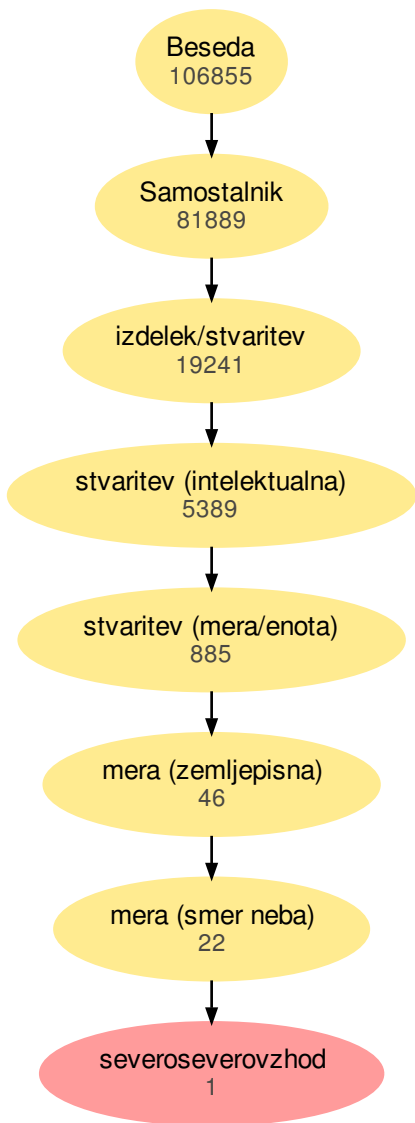 Beseda
106855
Samostalnik
81889
izdelek/stvaritev
19241
stvaritev (intelektualna)
5389
stvaritev (mera/enota)
885
mera (zemljepisna)
46
mera (smer neba)
22
severoseverovzhod
1